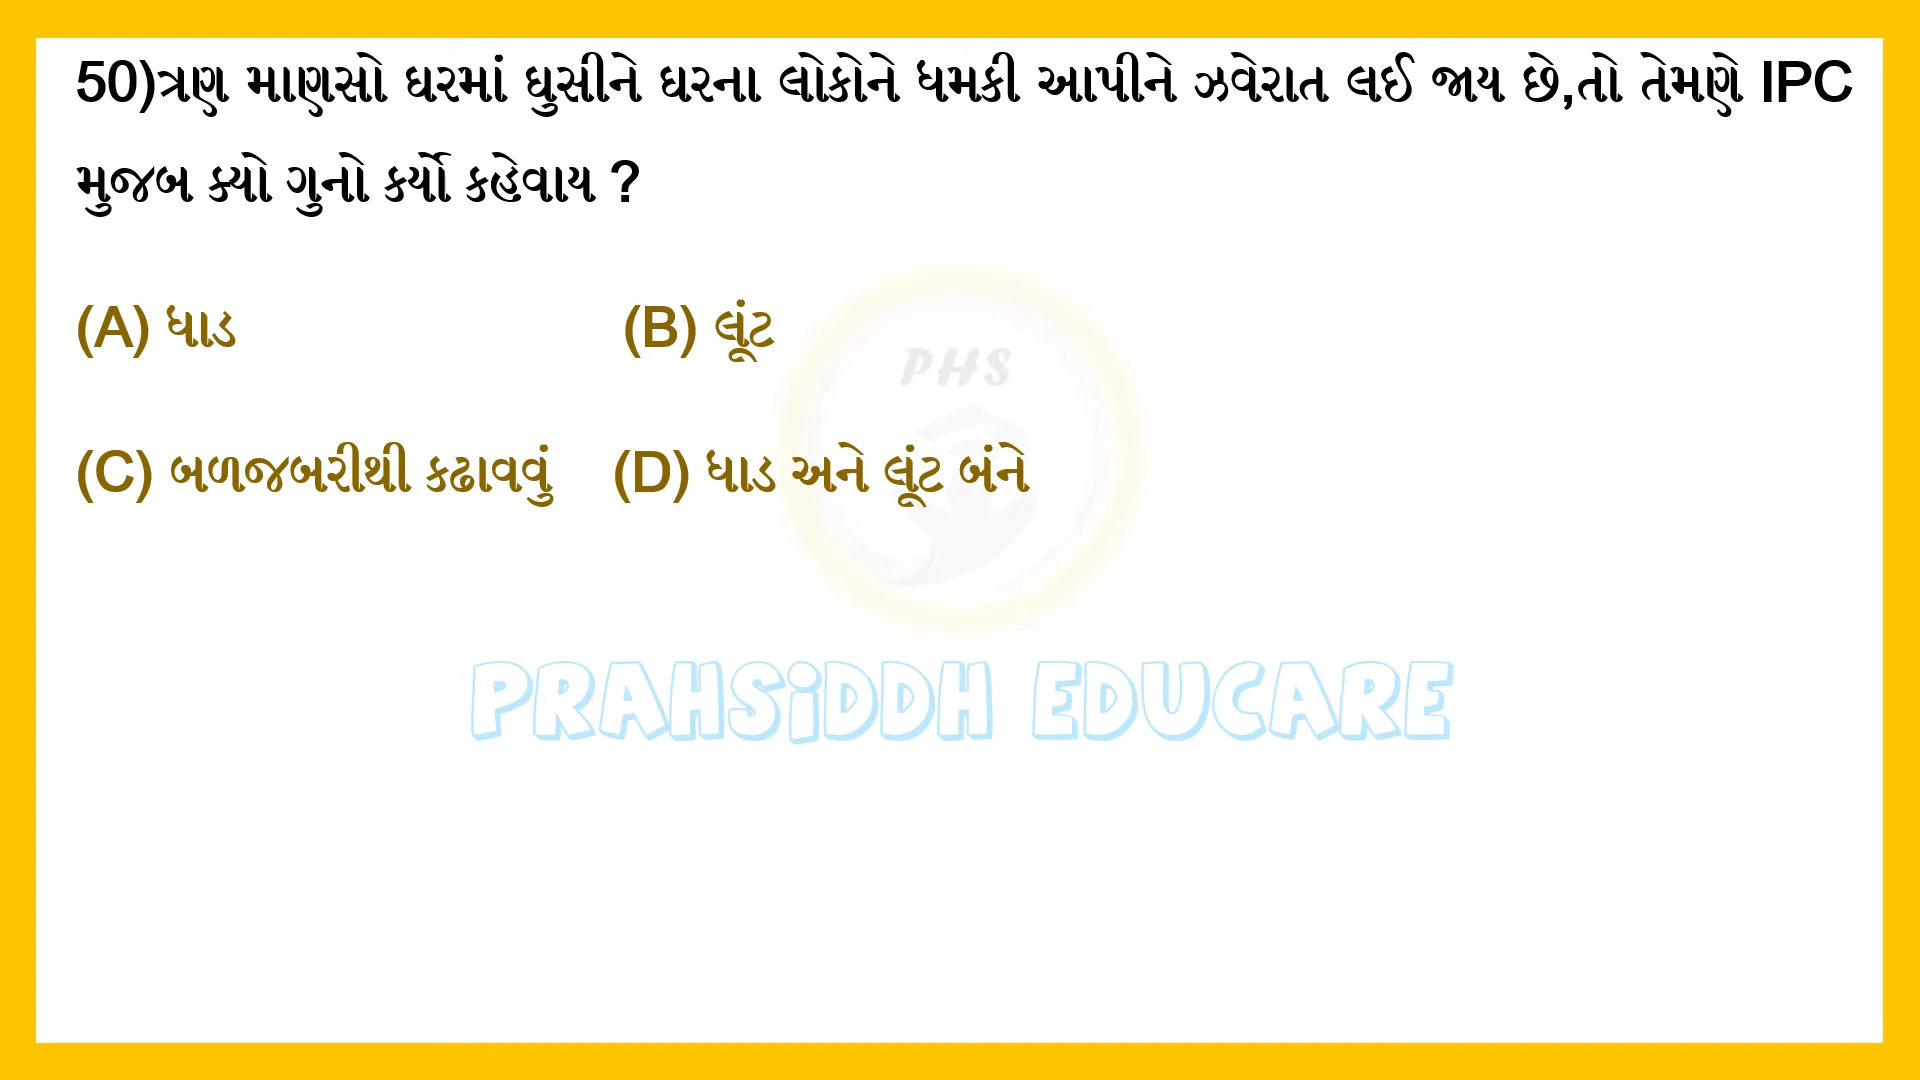 50)ત્રણ માણસો ઘરમાં ઘુસીને ઘરના લોકોને ધમકી આપીને ઝવેરાત લઈ જાય છે,તો તેમણે IPC
મુજબ ક્યો ગુનો કર્યો કહેવાય ?
(A) ધાડ (B) લૂંટ
PHS
(C) બળજબરીથી કઢાવવું (D) ધાડ અને લૂંટ બંને
PRAHSiDDH EDUCARE